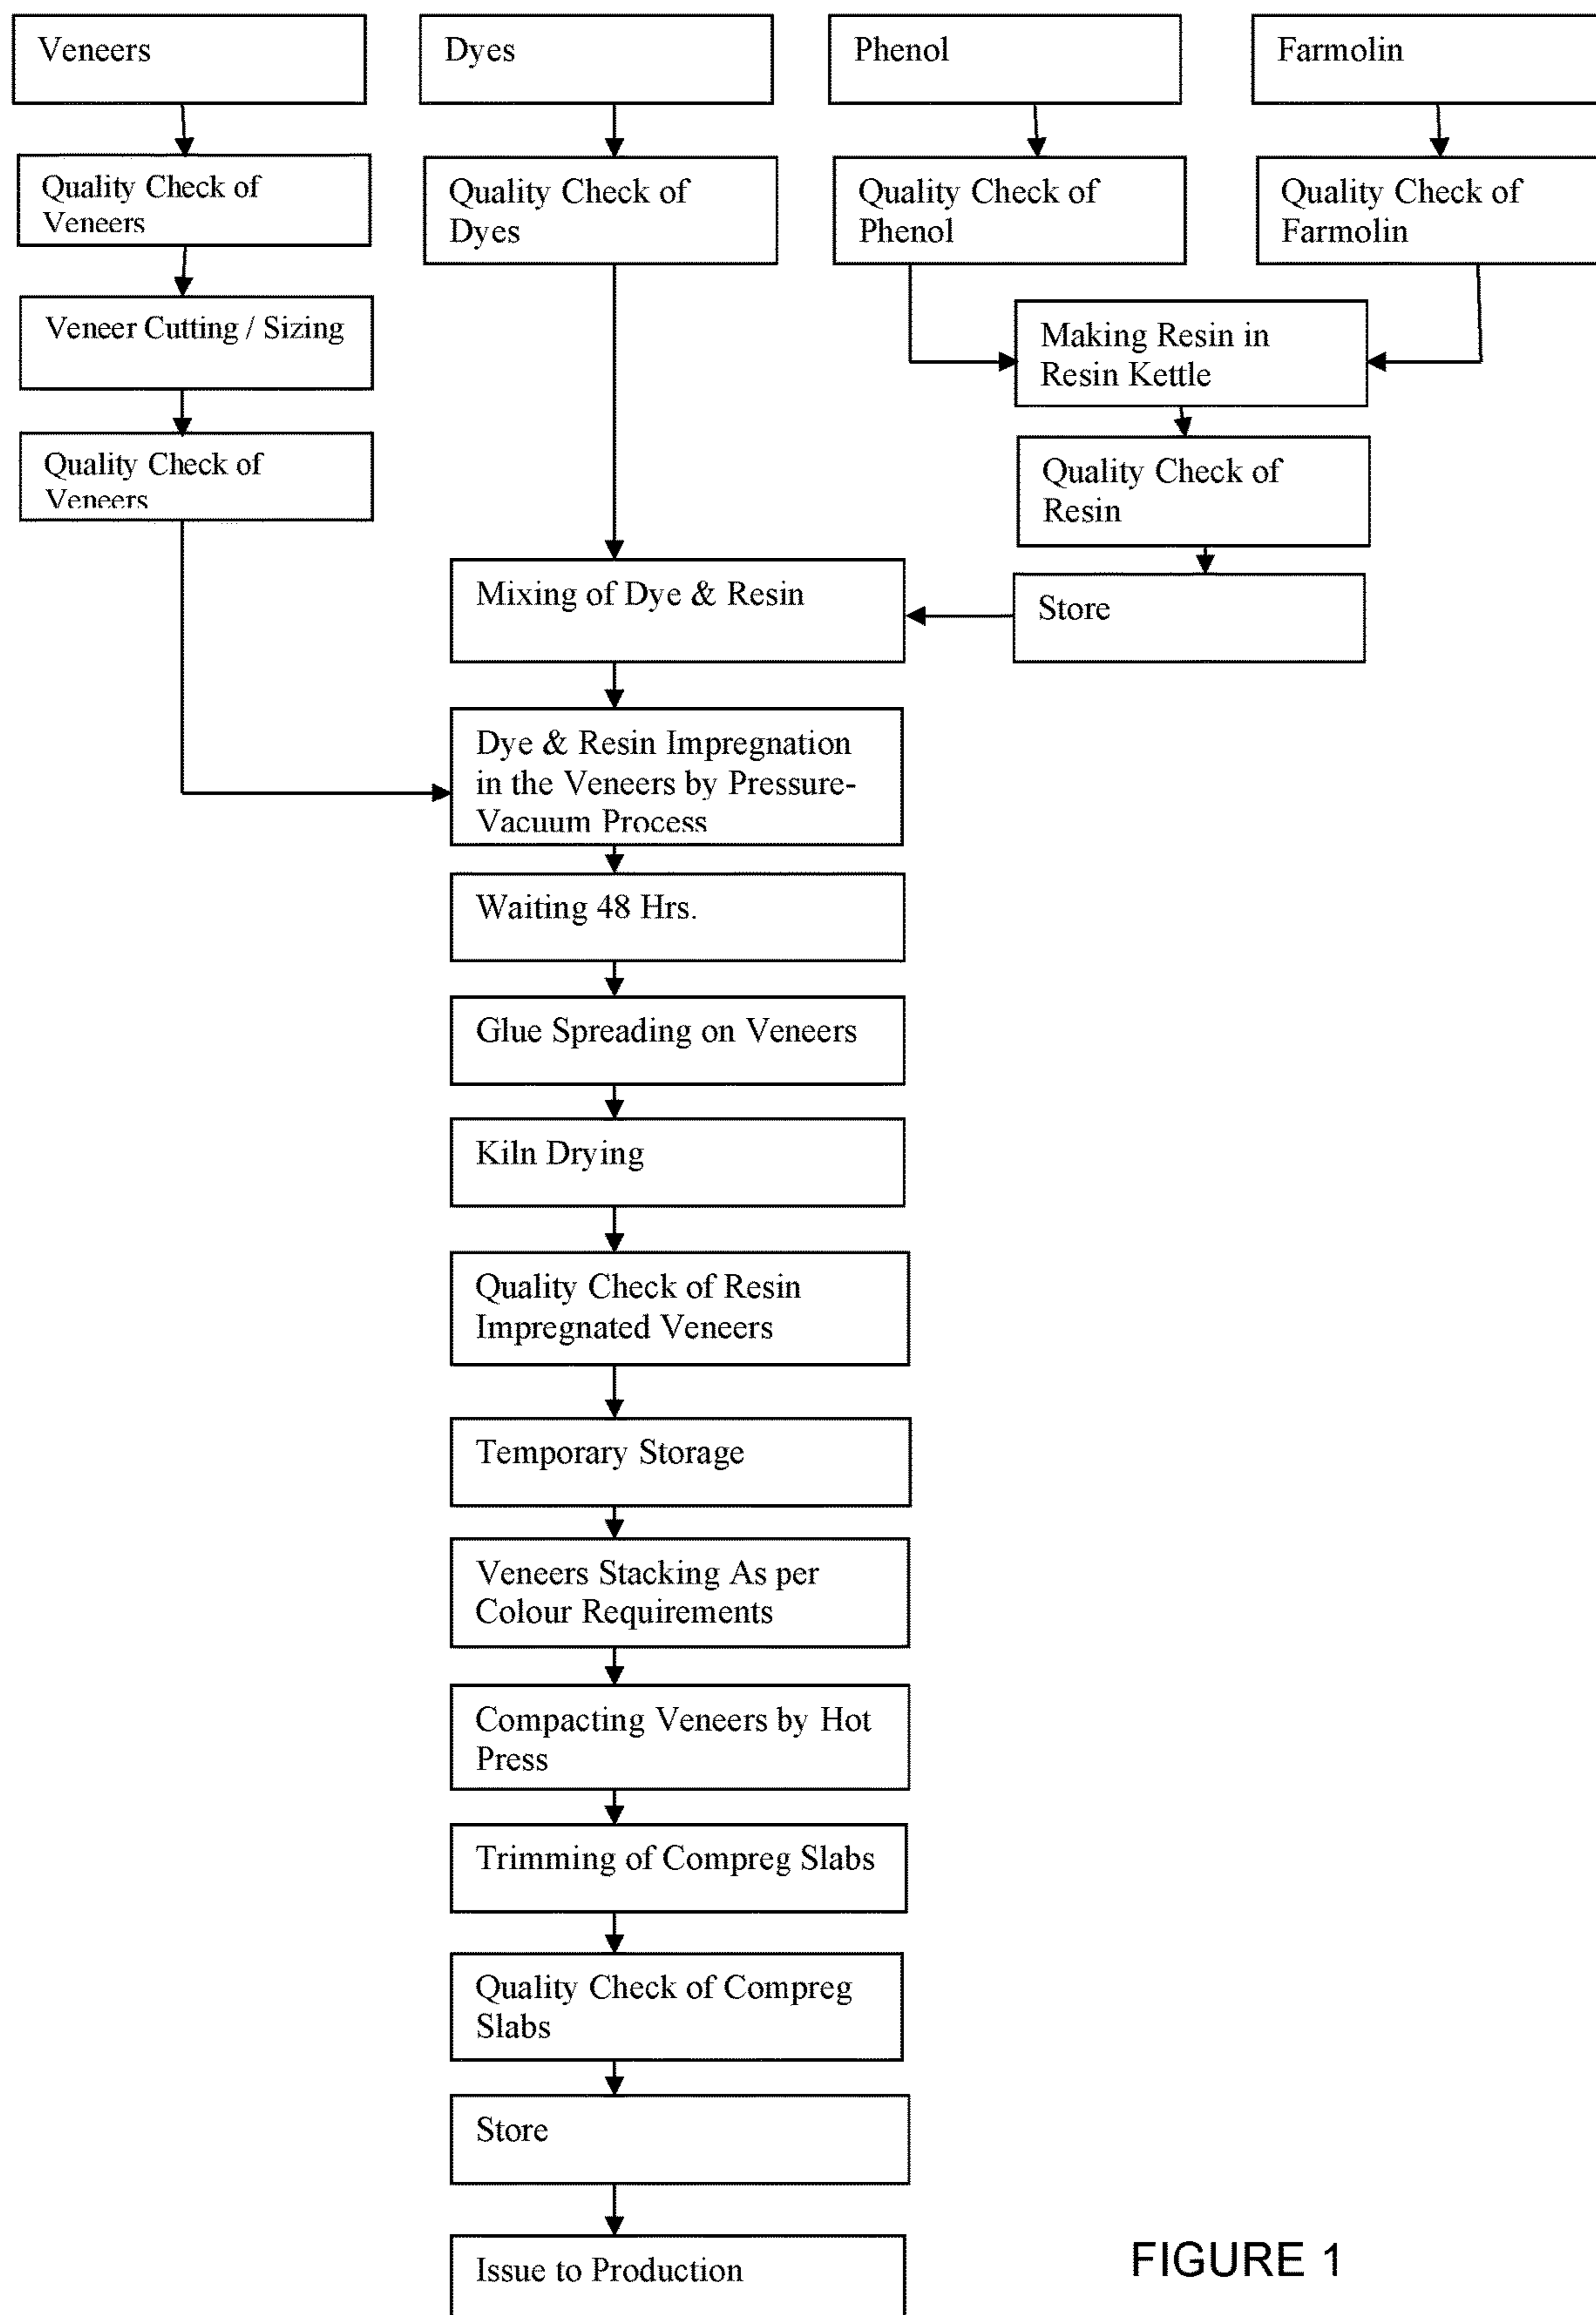 Veneers
Dyes
Phenol
Farmolin
Quality Check of
Veneers
Quality Check of
Dyes
Quality Check of
Phenol
Quality Check of
Farmolin
Veneer Cutting / Sizing
Making Resin in
Resin Kettle
Quality Check of
Veneers
Quality Check of
Resin
Mixing of Dye & Resin
Store
Dye & Resin Impregnation
in the Veneers by Pressure-
Vacuum Process
Waiting 48 Hrs.
Glue Spreading on Veneers
Kiln Drying
Quality Check of Resin
Impregnated Veneers
Temporary Storage
Veneers Stacking As per
Colour Requirements
Compacting Veneers by Hot
Press
Trimming of Compreg Slabs
Quality Check of Compreg
Slabs
Store
Issue to Production
FIGURE 1